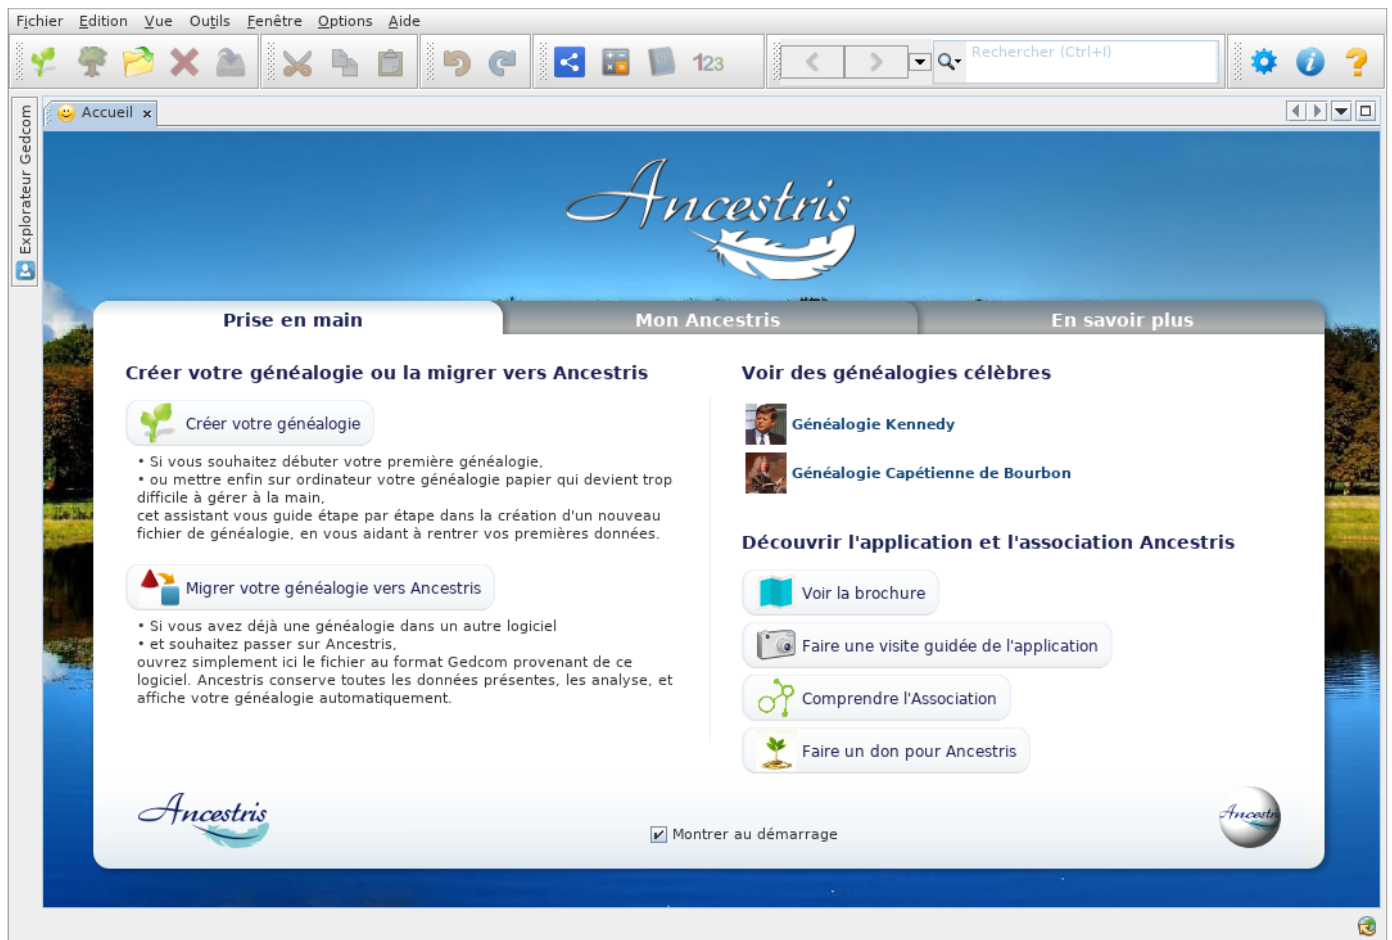 Fichier Edition Vue Outils Fenêtre Options Aide
123
Rechercher (Ctrl+I)
Explorateur Gedcom
Accueil x
Ancestris
Prise en main
Mon Ancestris
En savoir plus
Créer votre généalogie ou la migrer vers Ancestris
Créer votre généalogie
• Si vous souhaitez débuter votre première généalogie,
• ou mettre enfin sur ordinateur votre généalogie papier qui devient trop
difficile à gérer à la main,
cet assistant vous guide étape par étape dans la création d'un nouveau
fichier de généalogie, en vous aidant à rentrer vos premières données.
Migrer votre généalogie vers Ancestris
• Si vous avez déjà une généalogie dans un autre logiciel
• et souhaitez passer sur Ancestris,
ouvrez simplement ici le fichier au format Gedcom provenant de ce
logiciel. Ancestris conserve toutes les données présentes, les analyse, et
affiche votre généalogie automatiquement.
Voir des généalogies célèbres
Généalogie Kennedy
Généalogie Capétienne de Bourbon
Découvrir l'application et l'association Ancestris
Voir la brochure
Faire une visite guidée de l'application
Comprendre l'Association
Faire un don pour Ancestris
Ancestris
Montrer au démarrage
Ancestris